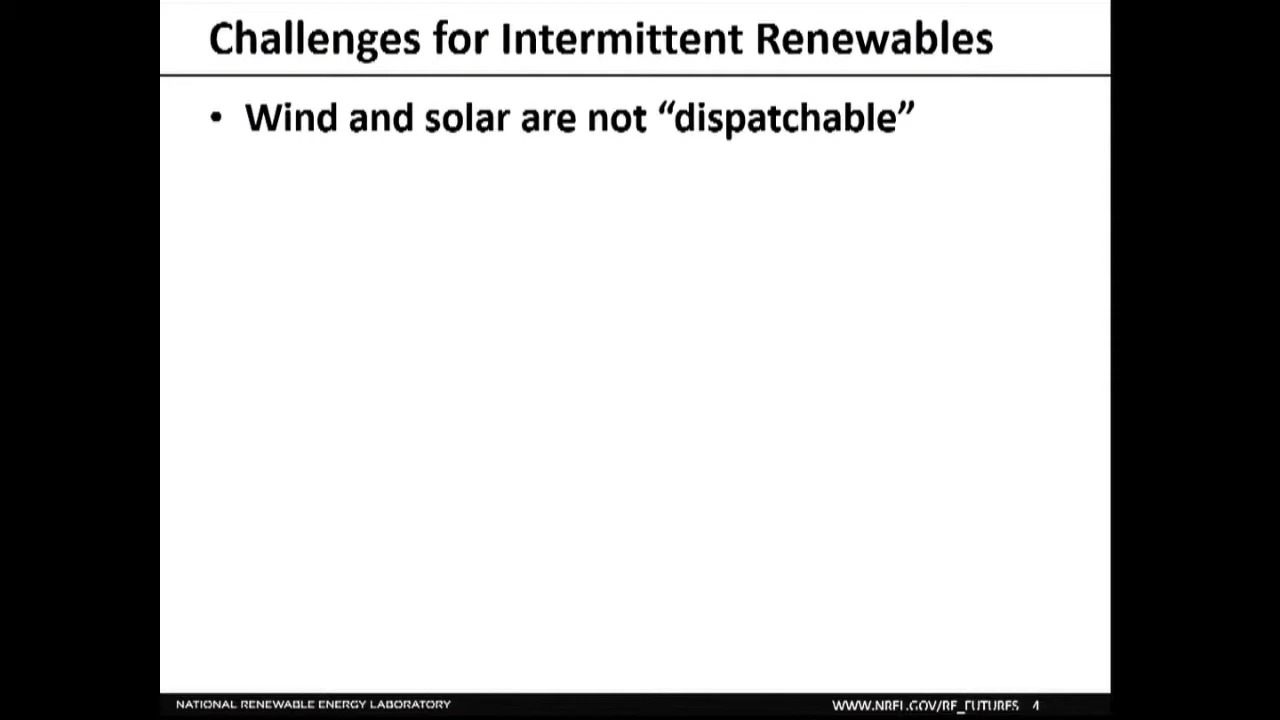 Challenges for Intermittent Renewables
• Wind and solar are not “dispatchable”
NATIONAL RENEWABLE ENERGY LABORATORY
WWW.NREL.GOV/RE_FUTURES 4